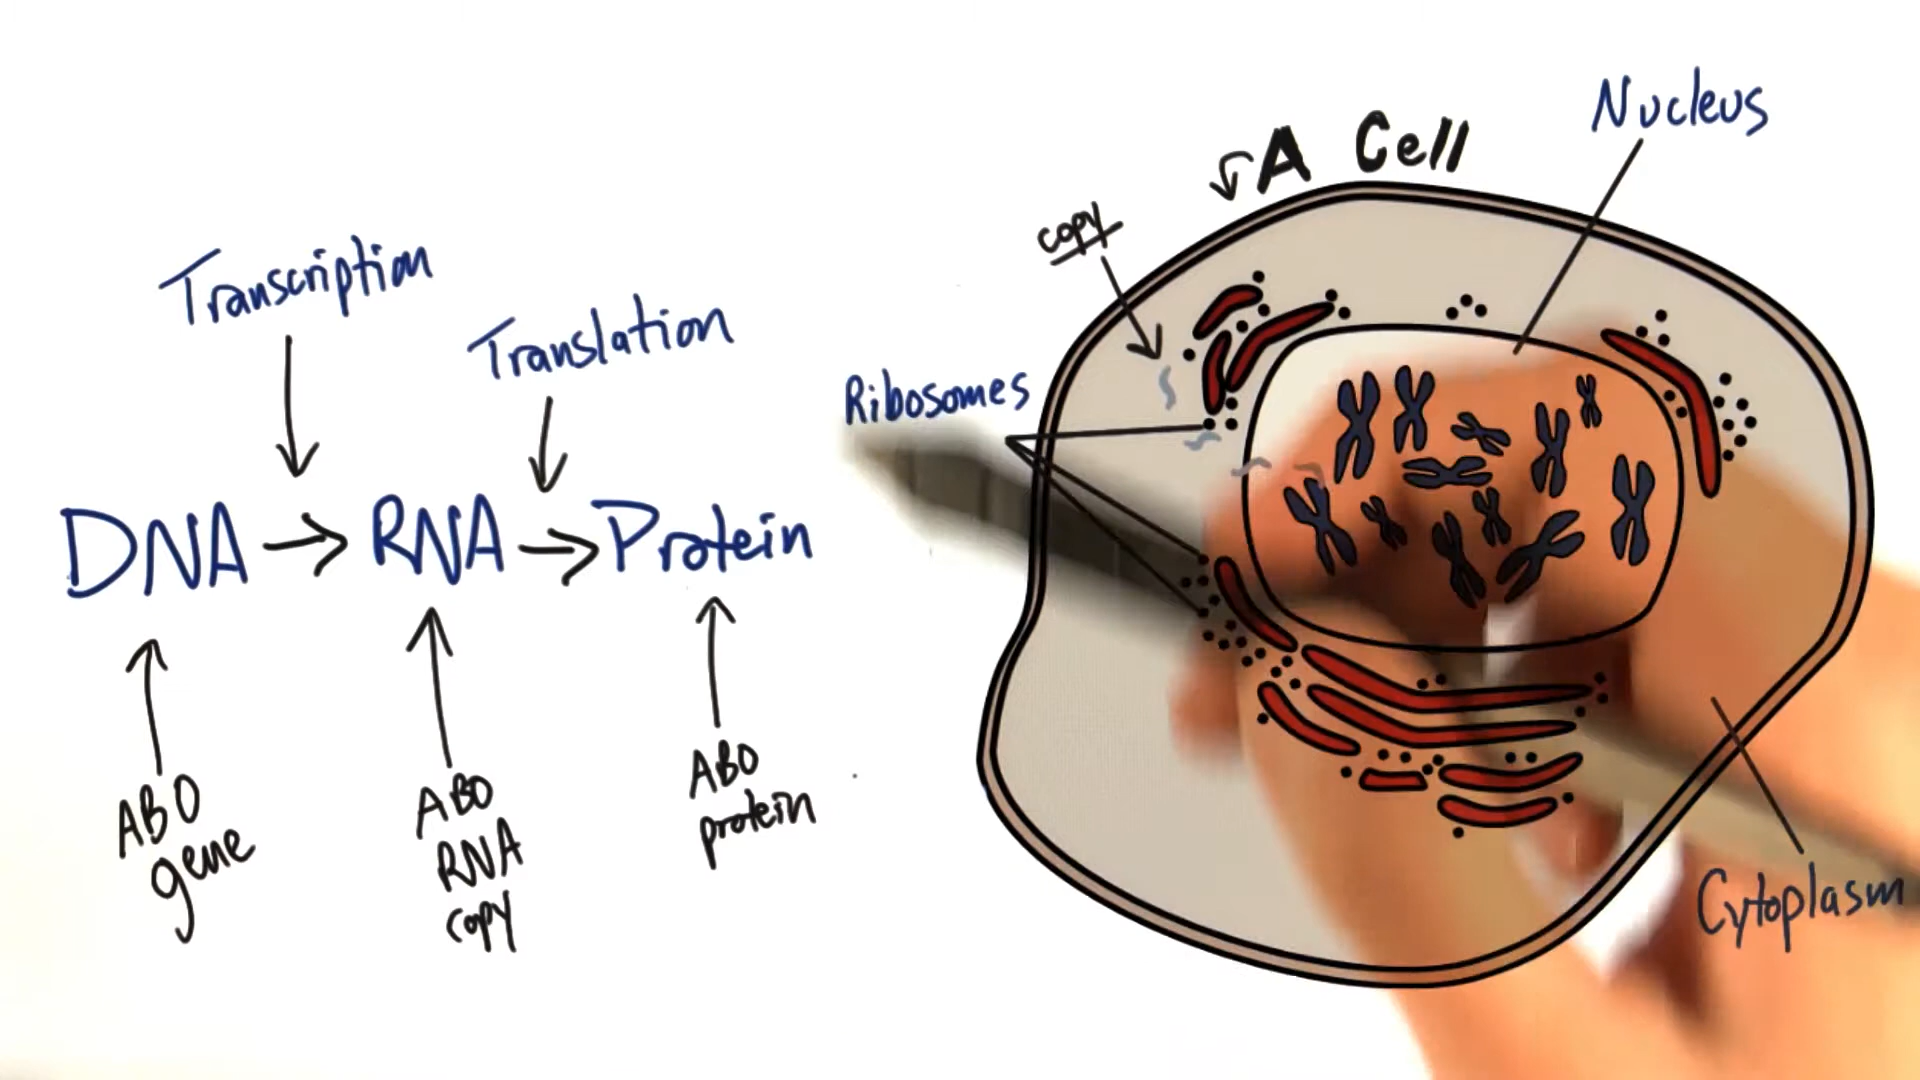 Transcription
Translation
DNA → RNA → Protein
ABO
gene
ABO
RNA
copy
ABO
protein
A Cell
Nucleus
copy
Ribosomes
Cytoplasm